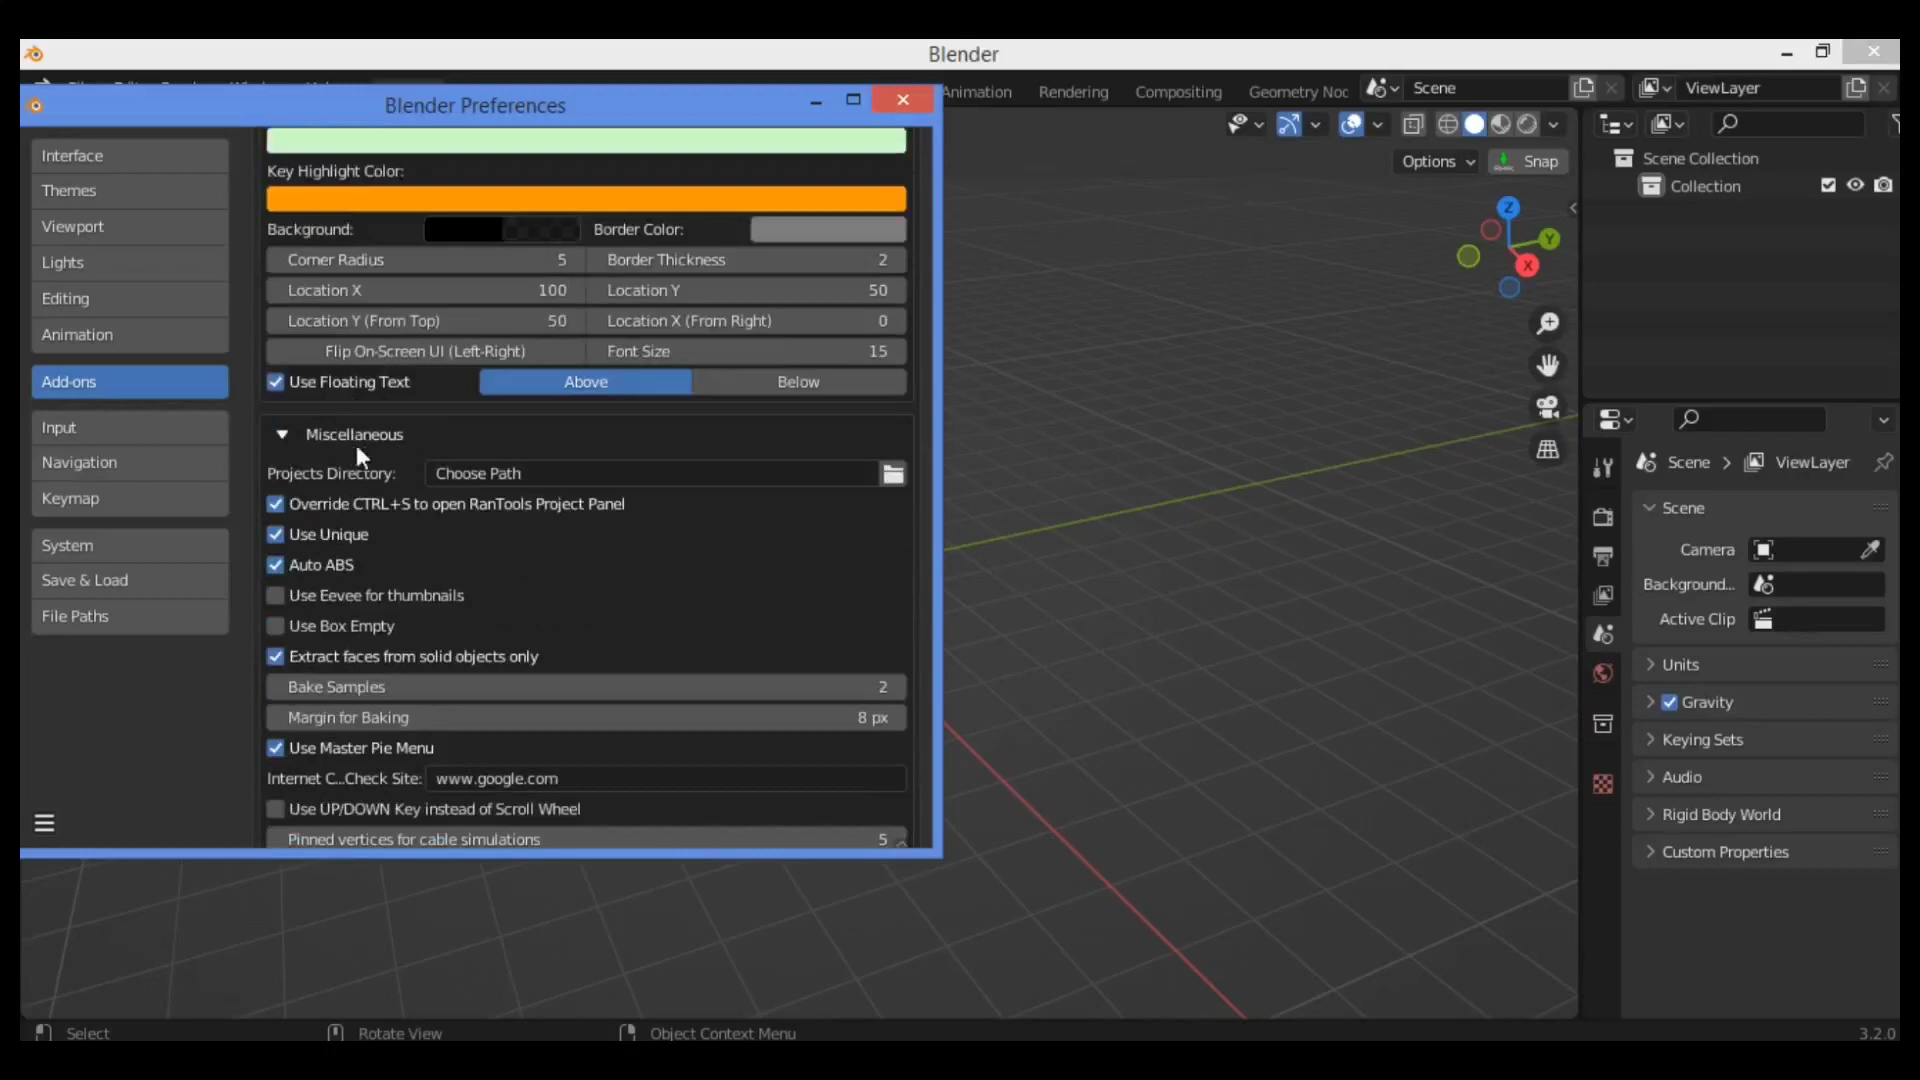 Blender
Animation Rendering Compositing Geometry Noc Scene ViewLayer
Blender Preferences
Interface
Themes
Viewport
Lights
Editing
Animation
Add-ons
Input
Navigation
Keymap
System
Save & Load
File Paths
Key Highlight Color:
Background: Border Color:
Corner Radius 5 Border Thickness 2
Location X 100 Location Y 50
Location Y (From Top) 50 Location X (From Right) 0
Flip On-Screen UI (Left-Right) Font Size 15
Use Floating Text Above Below
Miscellaneous
Projects Directory: Choose Path
Override CTRL+S to open RanTools Project Panel
Use Unique
Auto ABS
Use Eevee for thumbnails
Use Box Empty
Extract faces from solid objects only
Bake Samples 2
Margin for Baking 8 px
Use Master Pie Menu
Internet C...Check Site: www.google.com
Use UP/DOWN Key instead of Scroll Wheel
Pinned vertices for cable simulations 5
Options Snap
Z
Y
X
Scene Collection
Collection
Scene > ViewLayer
Scene
Camera
Background...
Active Clip
Units
Gravity
Keying Sets
Audio
Rigid Body World
Custom Properties
Select Rotate View Object Context Menu 3.2.0